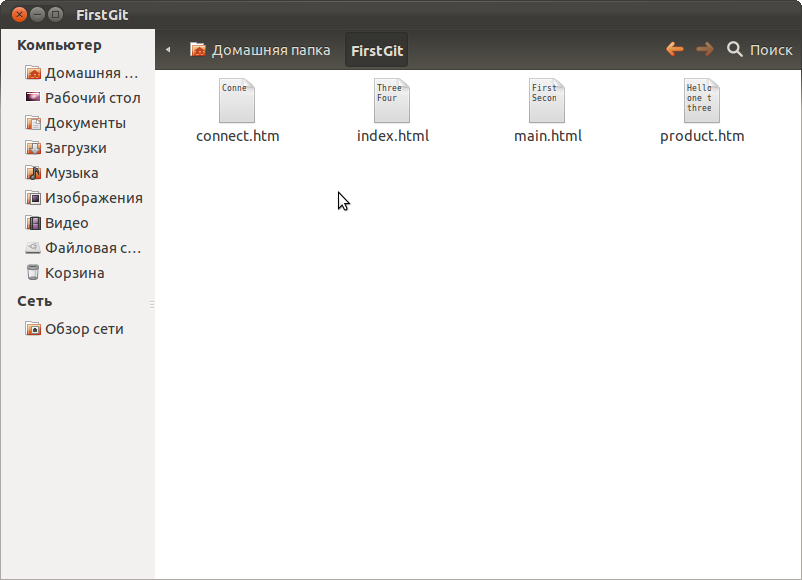 FirstGit
Компьютер
Домашняя ...
Рабочий стол
Документы
Загрузки
Музыка
Изображения
Видео
Файловая с...
Корзина
Сеть
Обзор сети
Домашняя папка
FirstGit
Поиск
Conne
connect.htm
Three
Four
index.html
First
Secon
main.html
Hello
one t
three
product.htm